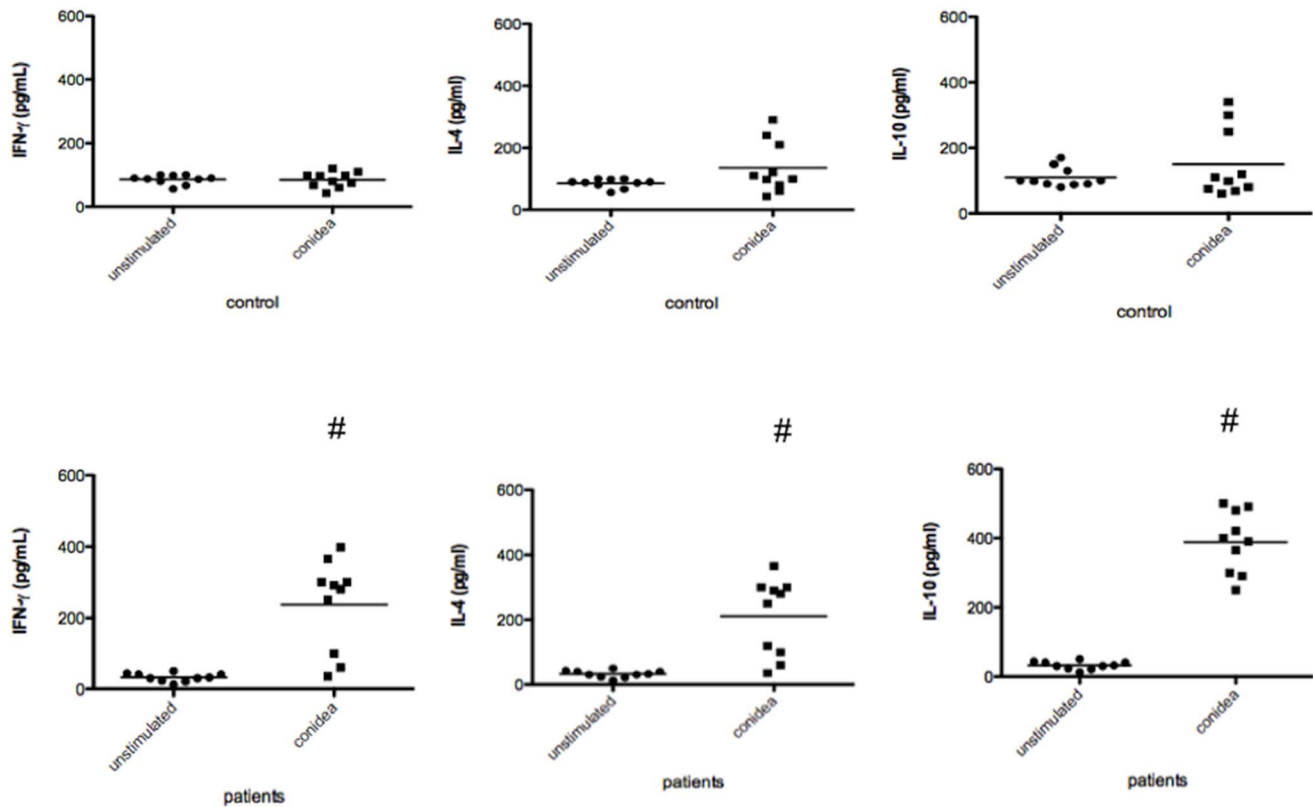 600
400
200
0
IFN-γ (pg/mL)
unstimulated
conidea
control
600
400
200
0
IL-4 (pg/ml)
unstimulated
conidea
control
600
400
200
0
IL-10 (pg/ml)
unstimulated
conidea
control
#
600
400
200
0
IFN-γ (pg/mL)
unstimulated
conidea
patients
#
600
400
200
0
IL-4 (pg/ml)
unstimulated
conidea
patients
#
600
400
200
0
IL-10 (pg/ml)
unstimulated
conidea
patients